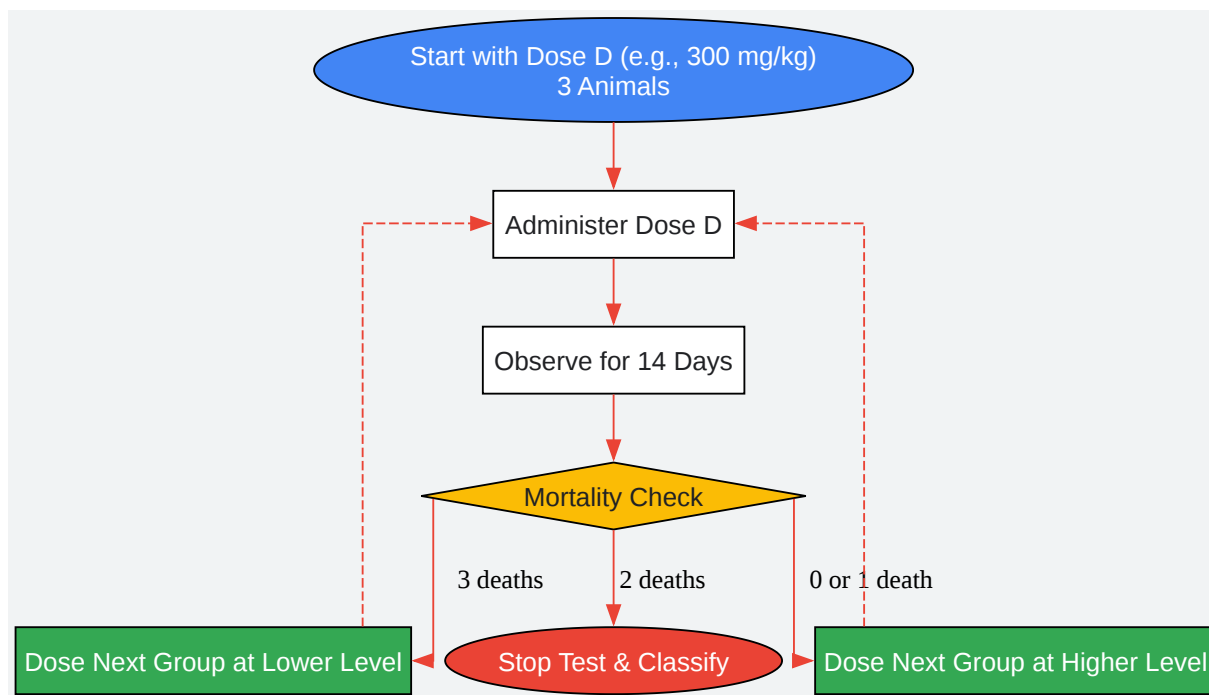 Start with Dose D (e.g., 300 mg/kg)
3 Animals
Administer Dose D
Observe for 14 Days
Mortality Check
3 deaths
2 deaths
0 or 1 death
Dose Next Group at Lower Level
Stop Test & Classify
Dose Next Group at Higher Level